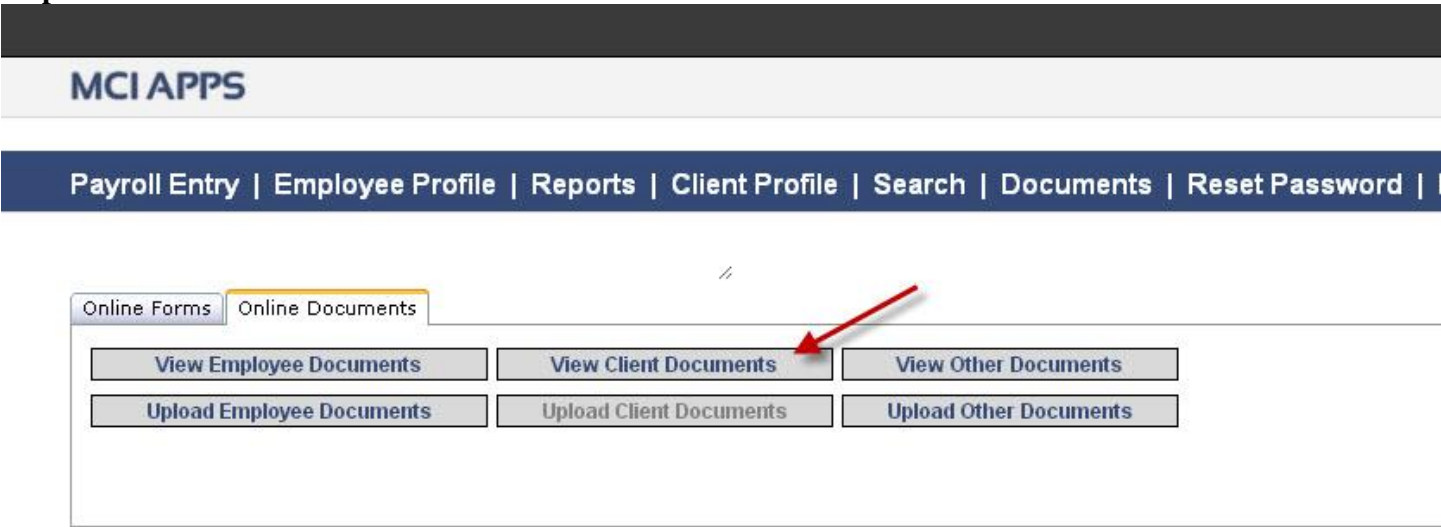 MCI APPS
Payroll Entry | Employee Profile | Reports | Client Profile | Search | Documents | Reset Password |
Online Forms Online Documents
View Employee Documents View Client Documents View Other Documents
Upload Employee Documents Upload Client Documents Upload Other Documents